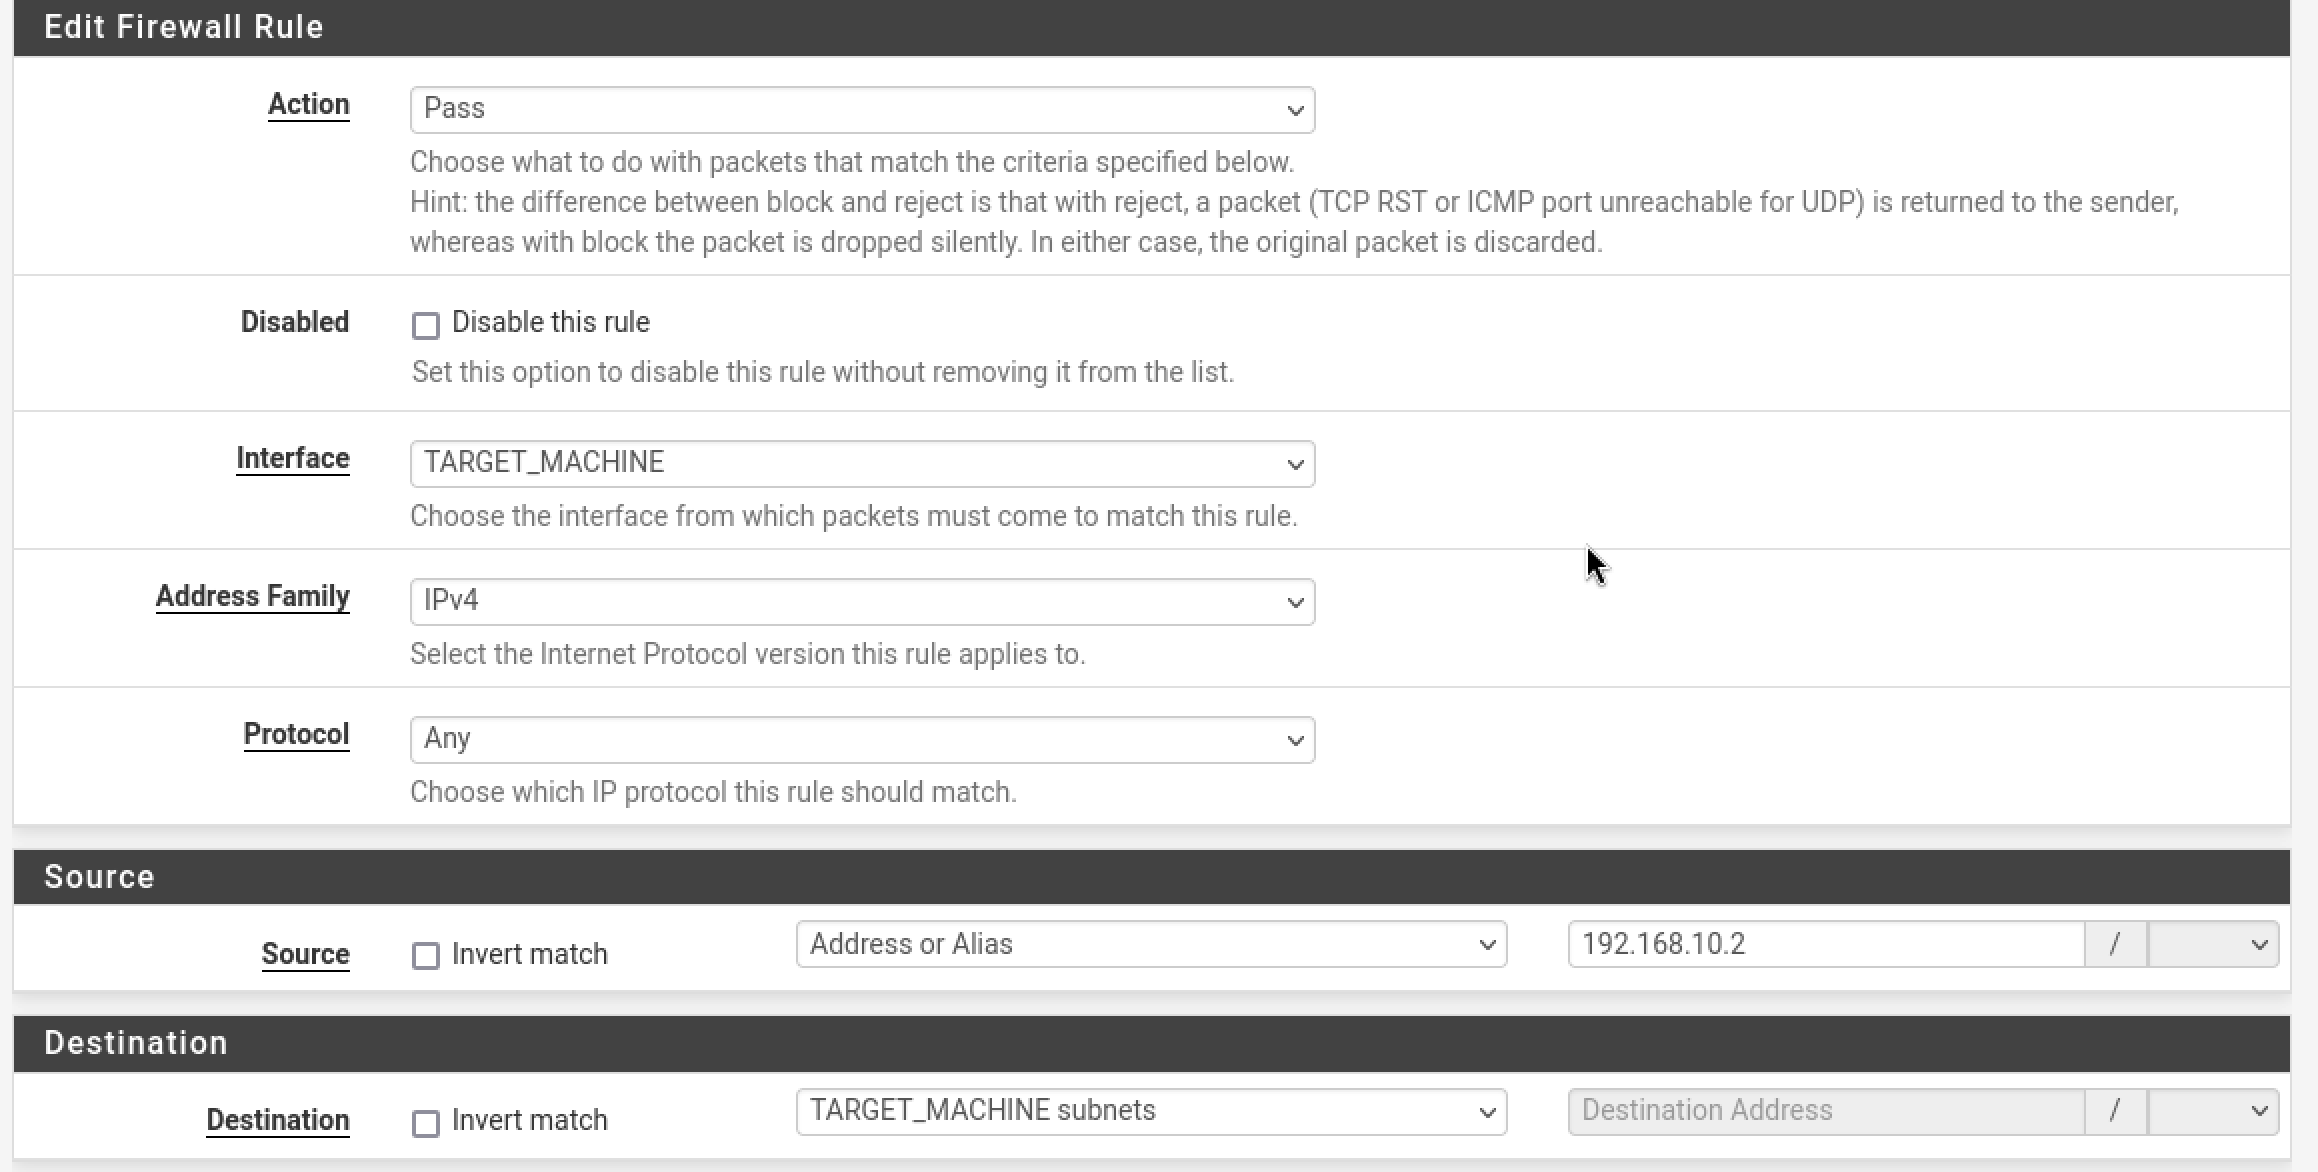 Edit Firewall Rule
Action
Pass
Choose what to do with packets that match the criteria specified below.
Hint: the difference between block and reject is that with reject, a packet (TCP RST or ICMP port unreachable for UDP) is returned to the sender,
whereas with block the packet is dropped silently. In either case, the original packet is discarded.
Disabled
Disable this rule
Set this option to disable this rule without removing it from the list.
Interface
TARGET_MACHINE
Choose the interface from which packets must come to match this rule.
Address Family
IPv4
Select the Internet Protocol version this rule applies to.
Protocol
Any
Choose which IP protocol this rule should match.
Source
Source
Invert match
Address or Alias
192.168.10.2
/
Destination
Destination
Invert match
TARGET_MACHINE subnets
Destination Address
/